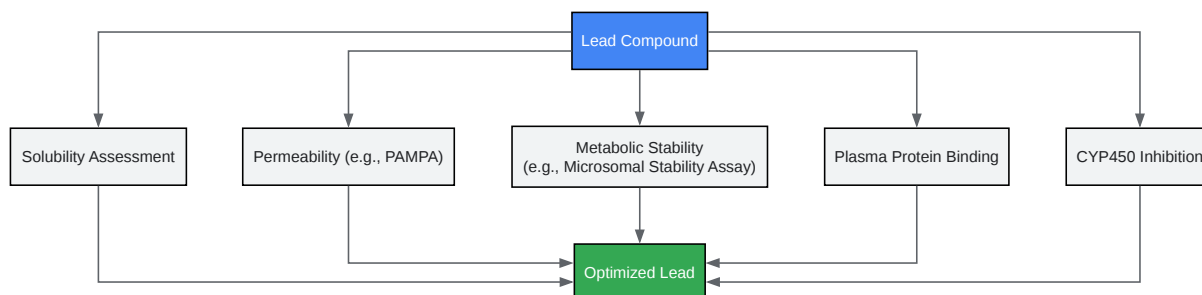 Lead Compound
Solubility Assessment
Permeability (e.g., PAMPA)
Metabolic Stability
(e.g., Microsomal Stability Assay)
Plasma Protein Binding
CYP450 Inhibition
Optimized Lead